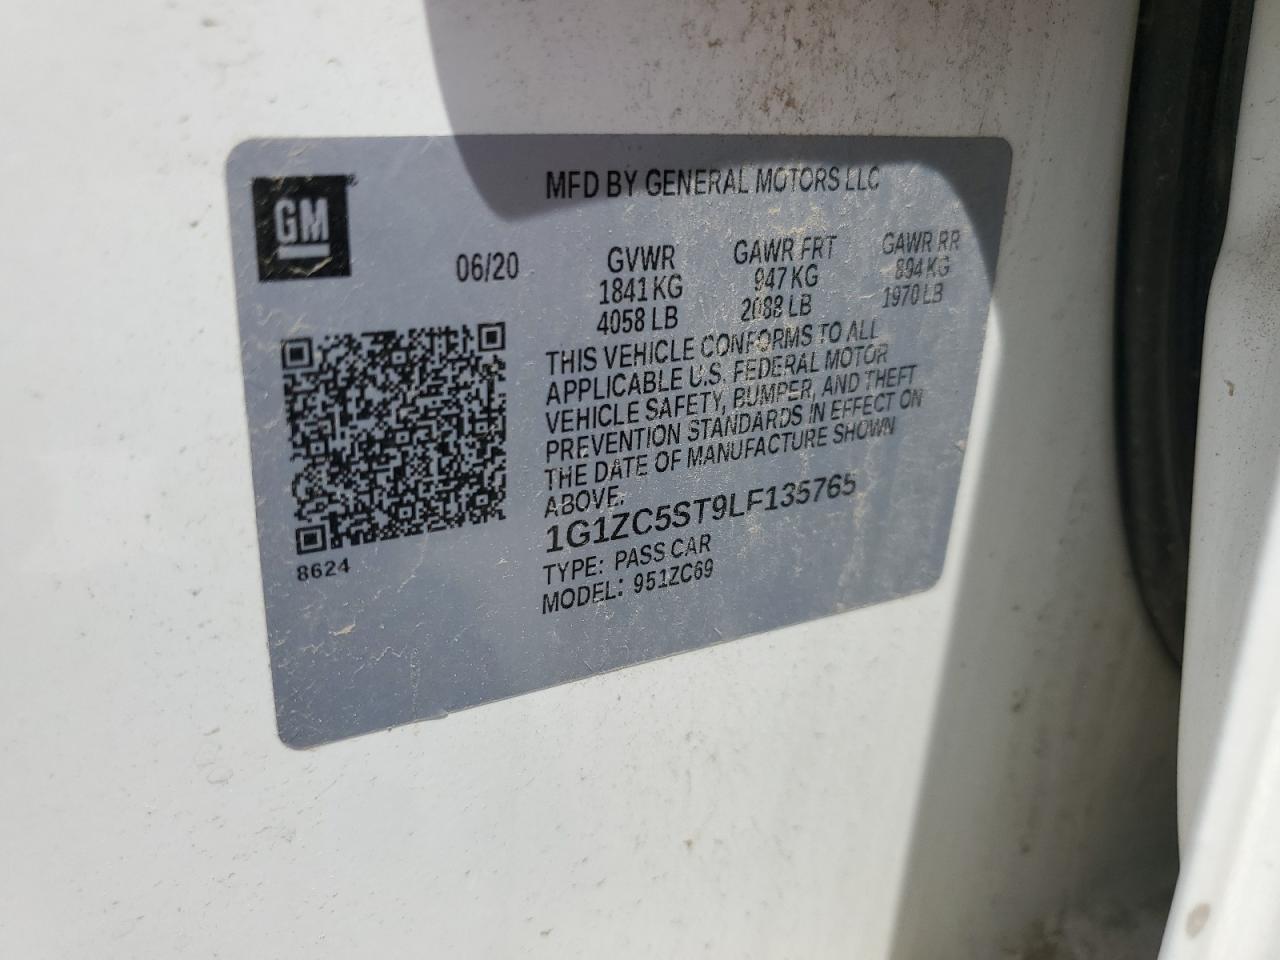 GM
MFD BY GENERAL MOTORS LLC
06/20
GVWR
1841 KG
4058 LB
GAWR FRT
947 KG
2088 LB
GAWR RR
894 KG
1970 LB
THIS VEHICLE CONFORMS TO ALL
APPLICABLE U.S. FEDERAL MOTOR
VEHICLE SAFETY, BUMPER, AND THEFT
PREVENTION STANDARDS IN EFFECT ON
THE DATE OF MANUFACTURE SHOWN
ABOVE.
1G1ZC5ST9LF135765
TYPE: PASS CAR
MODEL: 951ZC69
8624